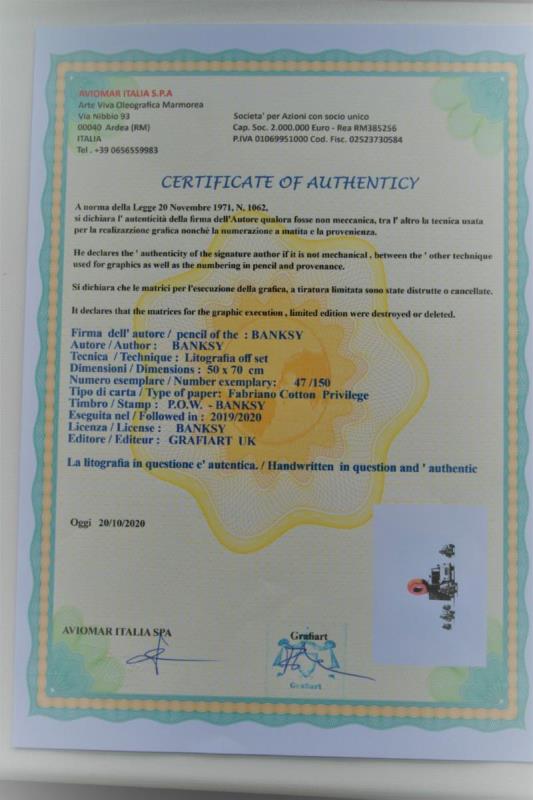 AVIOMAR ITALIA S.P.A
Arte Viva Oleografica Marmorea
Via Nibbio 93
00040 Ardea (RM)
ITALIA
Tel . +39 0656559983
Societa' per Azioni con socio unico
Cap. Soc. 2.000.000 Euro - Rea RM385256
P.IVA 01069951000 Cod. Fisc. 02523730584
CERTIFICATE OF AUTHENTICY
A norma della Legge 20 Novembre 1971, N. 1062,
si dichiara l' autenticità della firma dell'Autore qualora fosse non meccanica, tra l' altro la tecnica usata
per la realizazzione grafica nonchè la numerazione a matita e la provenienza.
He declares the ' authenticity of the signature author if it is not mechanical , between the ' other technique
used for graphics as well as the numbering in pencil and provenance.
Si dichiara che le matrici per l'esecuzione della grafica, a tiratura limitata sono state distrutte o cancellate.
It declares that the matrices for the graphic execution , limited edition were destroyed or deleted.
Firma dell' autore / pencil of the : BANKSY
Autore / Author : BANKSY
Tecnica / Technique : Litografia off set
Dimensioni / Dimensions : 50 x 70 cm
Numero esemplare / Number exemplary: 47 /150
Tipo di carta / Type of paper: Fabriano Cotton Privilege
Timbro / Stamp : P.O.W. - BANKSY
Eseguita nel / Followed in : 2019/2020
Licenza / License : BANKSY
Editore / Editeur : GRAFIART UK
La litografia in questione e' autentica. / Handwritten in question and ' authentic
Oggi 20/10/2020
AVIOMAR ITALIA SPA
Grafiart
Grafiart